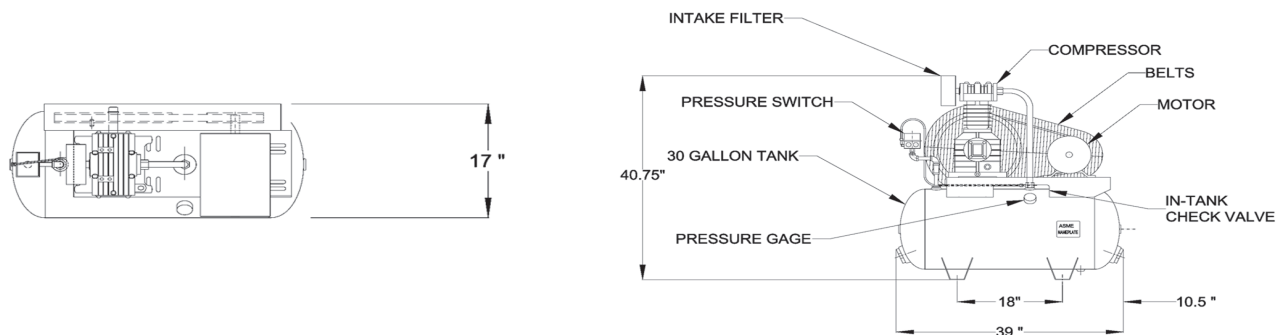 17 "
INTAKE FILTER
COMPRESSOR
BELTS
PRESSURE SWITCH
MOTOR
30 GALLON TANK
40.75"
IN-TANK
CHECK VALVE
ASME
NAMEPLATE
PRESSURE GAGE
18"
10.5 "
39 "